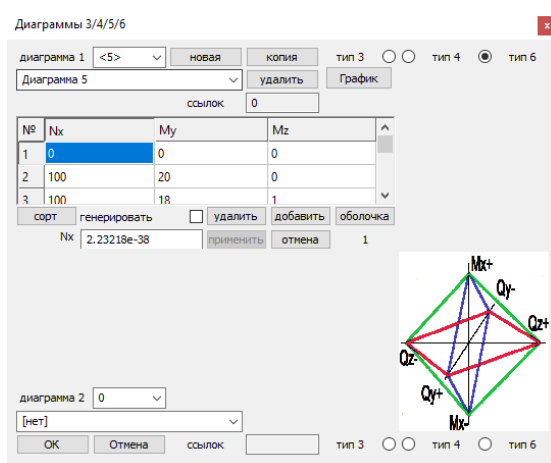 Диаграммы 3/4/5/6
x
диаграмма 1 <5> новая копия тип 3 тип 4 тип 6
Диаграмма 5 удалить График
ссылок 0
№ Nx My Mz
1 0 0 0
2 100 20 0
3 100 18 1
сорт генерировать удалить добавить оболочка
Nx 2.23218e-38 применить отмена 1
Mx+
Qy-
Qz+
Qz-
Qy+
Mx-
диаграмма 2 0
[нет]
OK Отмена ссылок тип 3 тип 4 тип 6